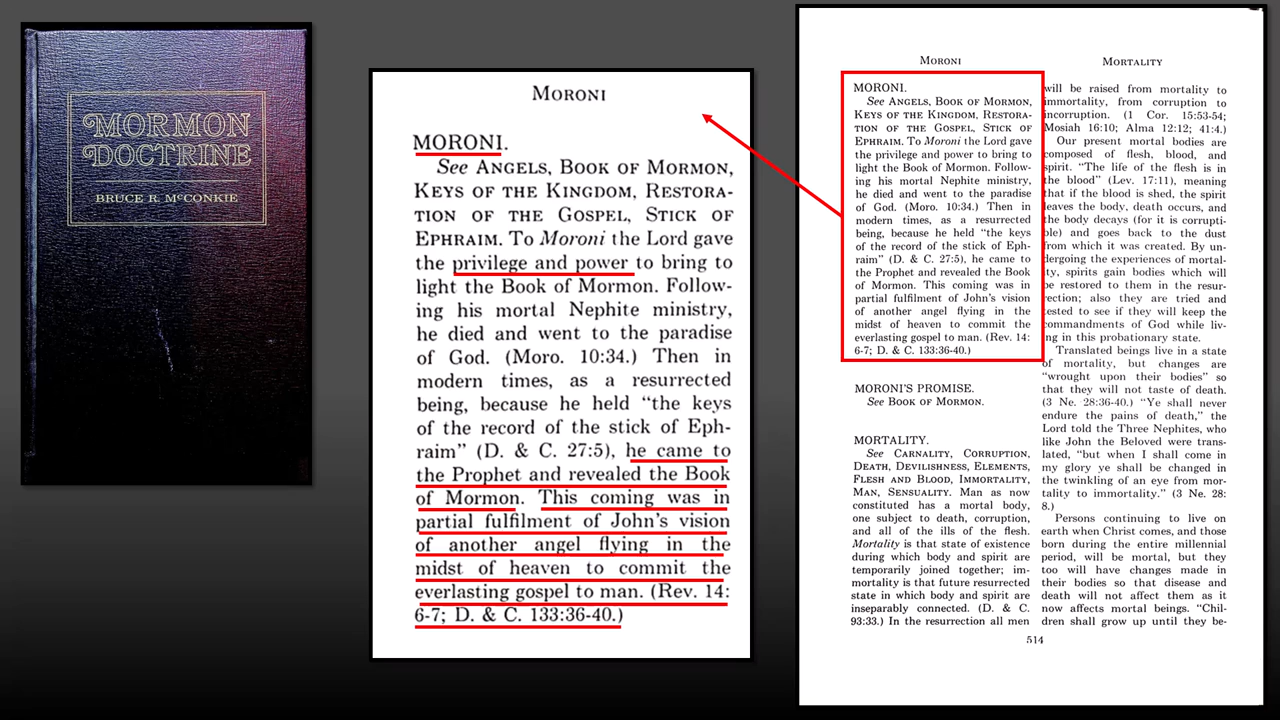 MORMON
DOCTRINE
BRUCE R. McCONKIE
MORONI
MORONI.
See ANGELS, BOOK OF MORMON,
KEYS OF THE KINGDOM, RESTORA-
TION OF THE GOSPEL, STICK OF
EPHRAIM. To Moroni the Lord gave
the privilege and power to bring to
light the Book of Mormon. Follow-
ing his mortal Nephite ministry,
he died and went to the paradise
of God. (Moro. 10:34.) Then in
modern times, as a resurrected
being, because he held “the keys
of the record of the stick of Eph-
raim” (D. & C. 27:5), he came to
the Prophet and revealed the Book
of Mormon. This coming was in
partial fulfilment of John’s vision
of another angel flying in the
midst of heaven to commit the
everlasting gospel to man. (Rev. 14:
6-7; D. & C. 133:36-40.)
MORONI
MORONI.
See ANGELS, BOOK OF MORMON,
KEYS OF THE KINGDOM, RESTORA-
TION OF THE GOSPEL, STICK OF
EPHRAIM. To Moroni the Lord gave
the privilege and power to bring to
light the Book of Mormon. Follow-
ing his mortal Nephite ministry,
he died and went to the paradise
of God. (Moro. 10:34.) Then in
modern times, as a resurrected
being, because he held “the keys
of the record of the stick of Eph-
raim” (D. & C. 27:5), he came to
the Prophet and revealed the Book
of Mormon. This coming was in
partial fulfilment of John’s vision
of another angel flying in the
midst of heaven to commit the
everlasting gospel to man. (Rev. 14:
6-7; D. & C. 133:36-40.)
MORONI’S PROMISE.
See BOOK OF MORMON.
MORTALITY.
See CARNALITY, CORRUPTION,
DEATH, DEVILISHNESS, ELEMENTS,
FLESH AND BLOOD, IMMORTALITY,
MAN, SENSUALITY. Man as now
constituted has a mortal body,
one subject to death, corruption,
and all of the ills of the flesh.
Mortality is that state of existence
during which body and spirit are
temporarily joined together; im-
mortality is that future resurrected
state in which body and spirit are
inseparably connected. (D. & C.
93:33.) In the resurrection all men
MORTALITY
will be raised from mortality to
immortality, from corruption to
incorruption. (1 Cor. 15:53-54;
Mosiah 16:10; Alma 12:12; 41:4.)
Our present mortal bodies are
composed of flesh, blood, and
spirit. “The life of the flesh is in
the blood” (Lev. 17:11), meaning
that if the blood is shed, the spirit
leaves the body, death occurs, and
the body decays (for it is corrupti-
ble) and goes back to the dust
from which it was created. By un-
dergoing the experiences of mortal-
ity, spirits gain bodies which will
be restored to them in the resur-
rection; also they are tried and
tested to see if they will keep the
commandments of God while liv-
ing in this probationary state.
Translated beings live in a state
of mortality, but changes are
“wrought upon their bodies” so
that they will not taste of death.
(3 Ne. 28:36-40.) “Ye shall never
endure the pains of death,” the
Lord told the Three Nephites, who
like John the Beloved were trans-
lated, “but when I shall come in
my glory ye shall be changed in
the twinkling of an eye from mor-
tality to immortality.” (3 Ne. 28:
8.)
Persons continuing to live on
earth when Christ comes, and those
born during the entire millennial
period, will be mortal, but they
too will have changes made in
their bodies so that disease and
death will not affect them as it
now affects mortal beings. “Chil-
dren shall grow up until they be-
514